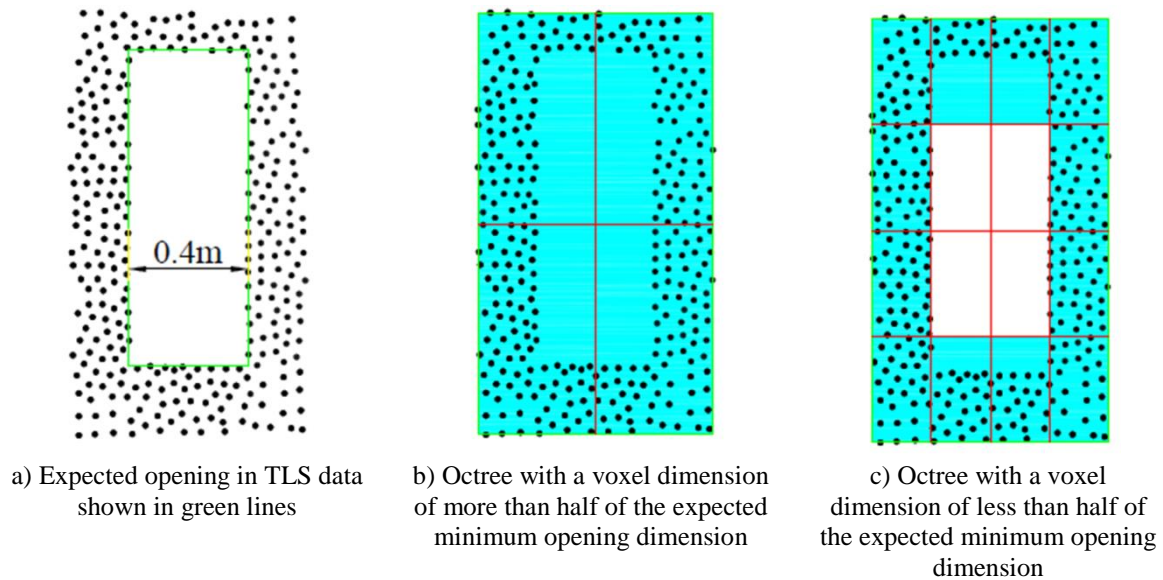 0.4m
a) Expected opening in TLS data
shown in green lines
b) Octree with a voxel dimension
of more than half of the expected
minimum opening dimension
c) Octree with a voxel
dimension of less than half of
the expected minimum opening
dimension